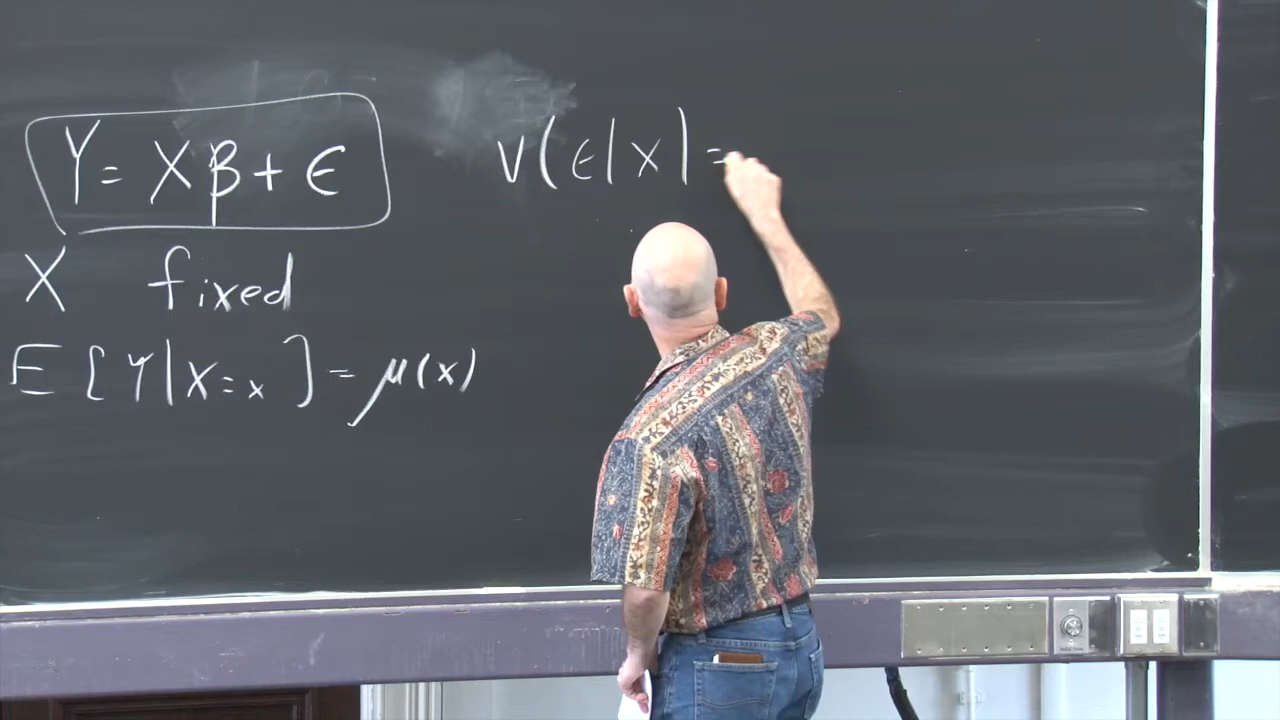 Y = Xβ + ϵ
X fixed
E[Y|X=x] = μ(x)
V(ϵ|X) =